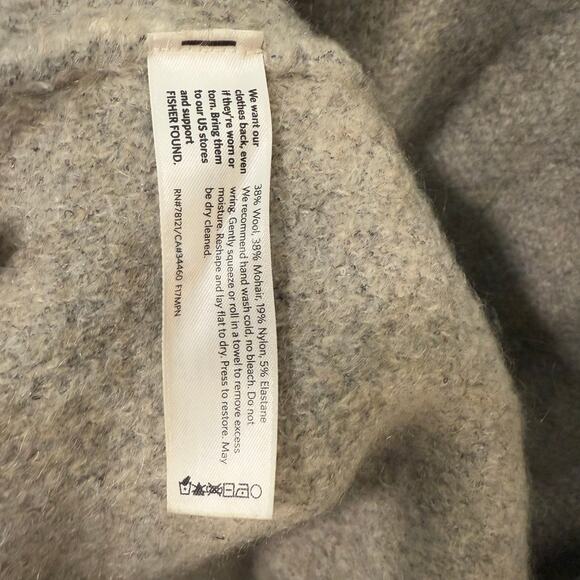 We want our
clothes back, even
if they're worn or
torn. Bring them
to our US stores
and support
FISHER FOUND.
38% Wool, 38% Mohair, 19% Nylon, 5% Elastane
We recommend hand wash cold, no bleach. Do not
wring. Gently squeeze or roll in a towel to remove excess
moisture. Reshape and lay flat to dry. Press to restore. May
be dry cleaned.
RN#78121/CA#34460 F17MPN